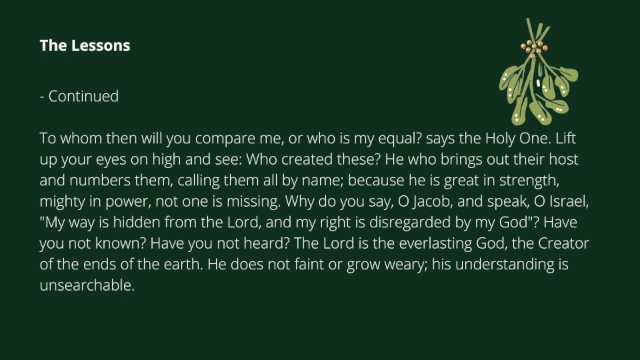 The Lessons
- Continued
To whom then will you compare me, or who is my equal? says the Holy One. Lift
up your eyes on high and see: Who created these? He who brings out their host
and numbers them, calling them all by name; because he is great in strength,
mighty in power, not one is missing. Why do you say, O Jacob, and speak, O Israel,
"My way is hidden from the Lord, and my right is disregarded by my God"? Have
you not known? Have you not heard? The Lord is the everlasting God, the Creator
of the ends of the earth. He does not faint or grow weary; his understanding is
unsearchable.